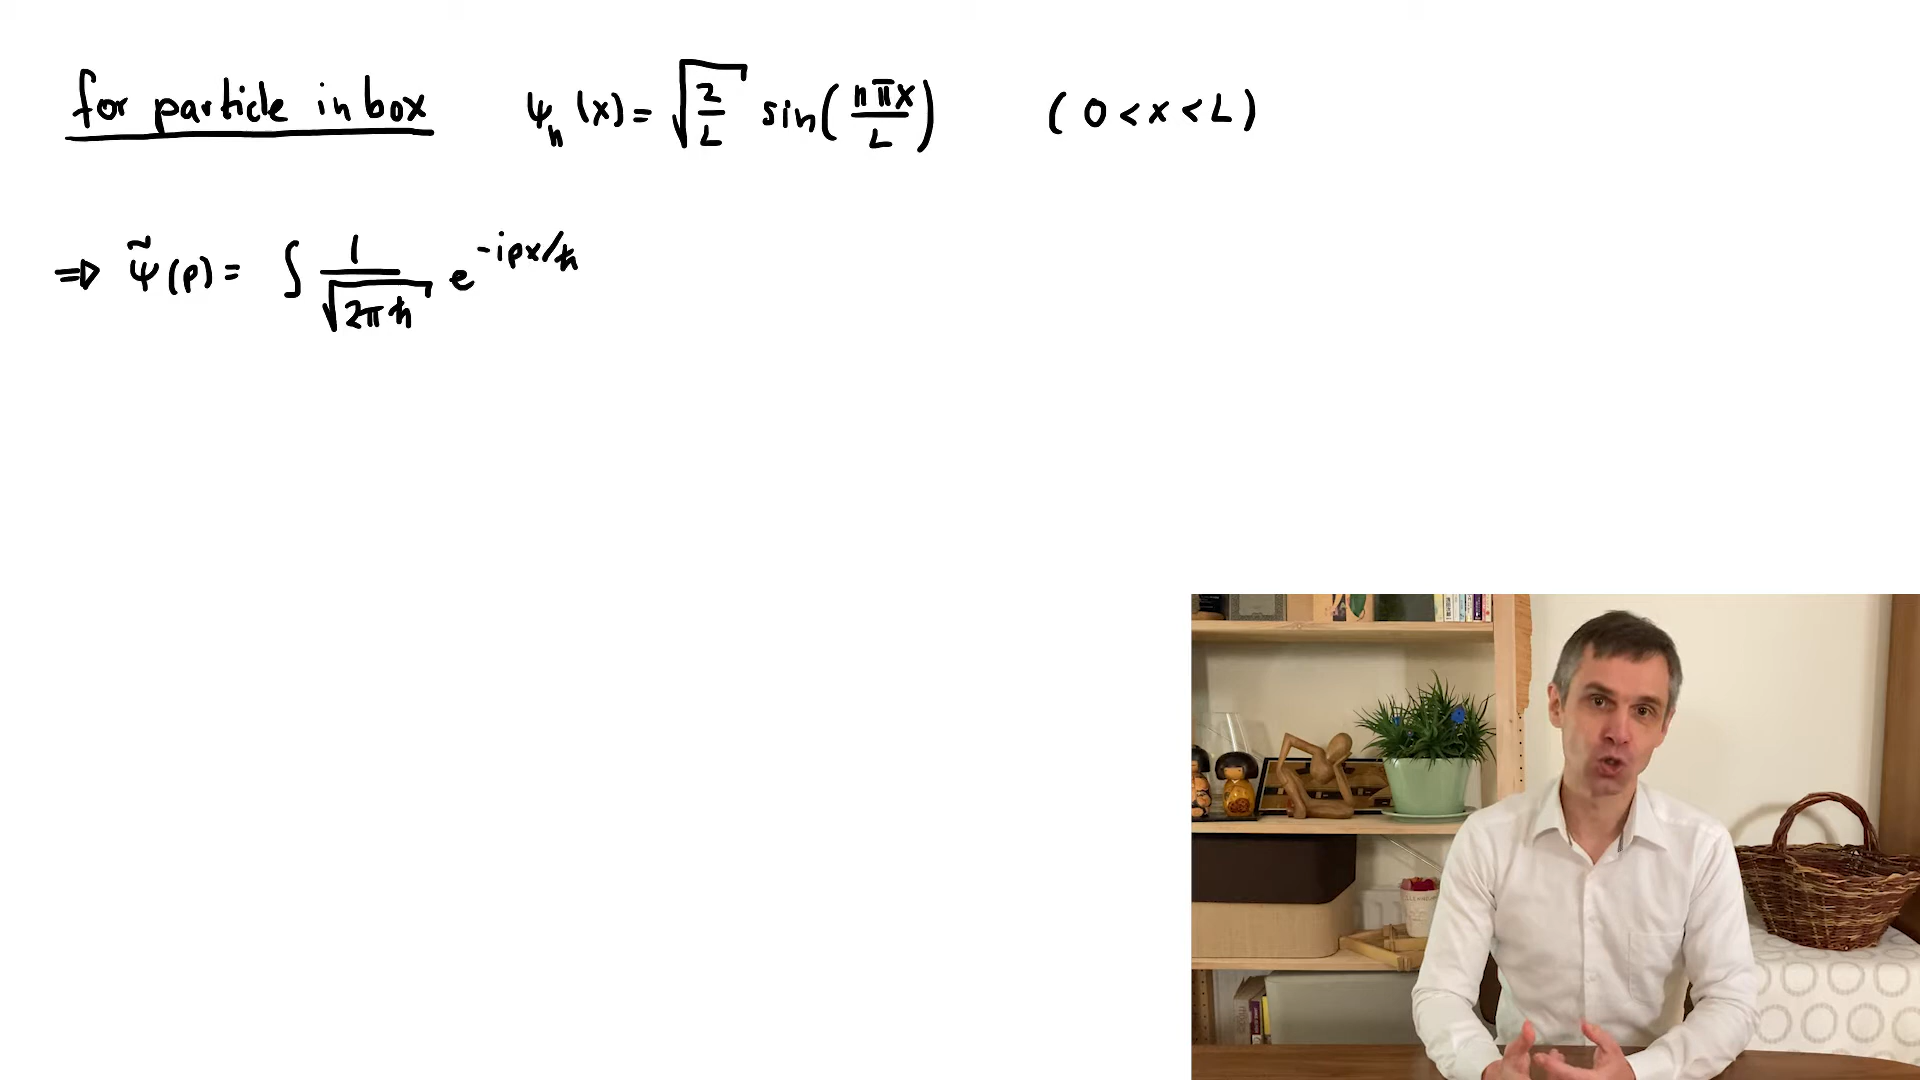 for particle in box ψₙ(x) = √(2/L) sin(nπx/L) (0 < x < L)
⇒ ψ̃(p) = ∫ 1/√(2πħ) e^(-ipx/ħ)